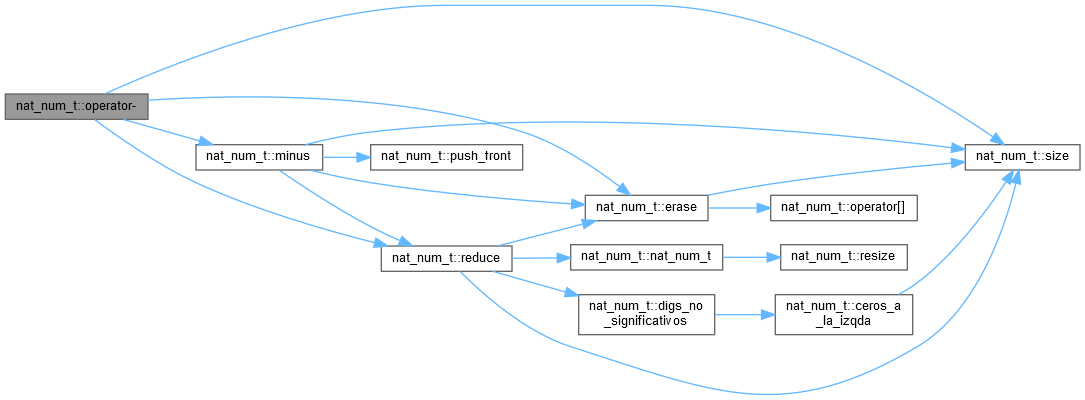 nat_num_t::operator-
nat_num_t::minus
nat_num_t::push_front
nat_num_t::size
nat_num_t::erase
nat_num_t::operator[]
nat_num_t::reduce
nat_num_t::nat_num_t
nat_num_t::resize
nat_num_t::digs_no
_significativos
nat_num_t::ceros_a
_la_izqda